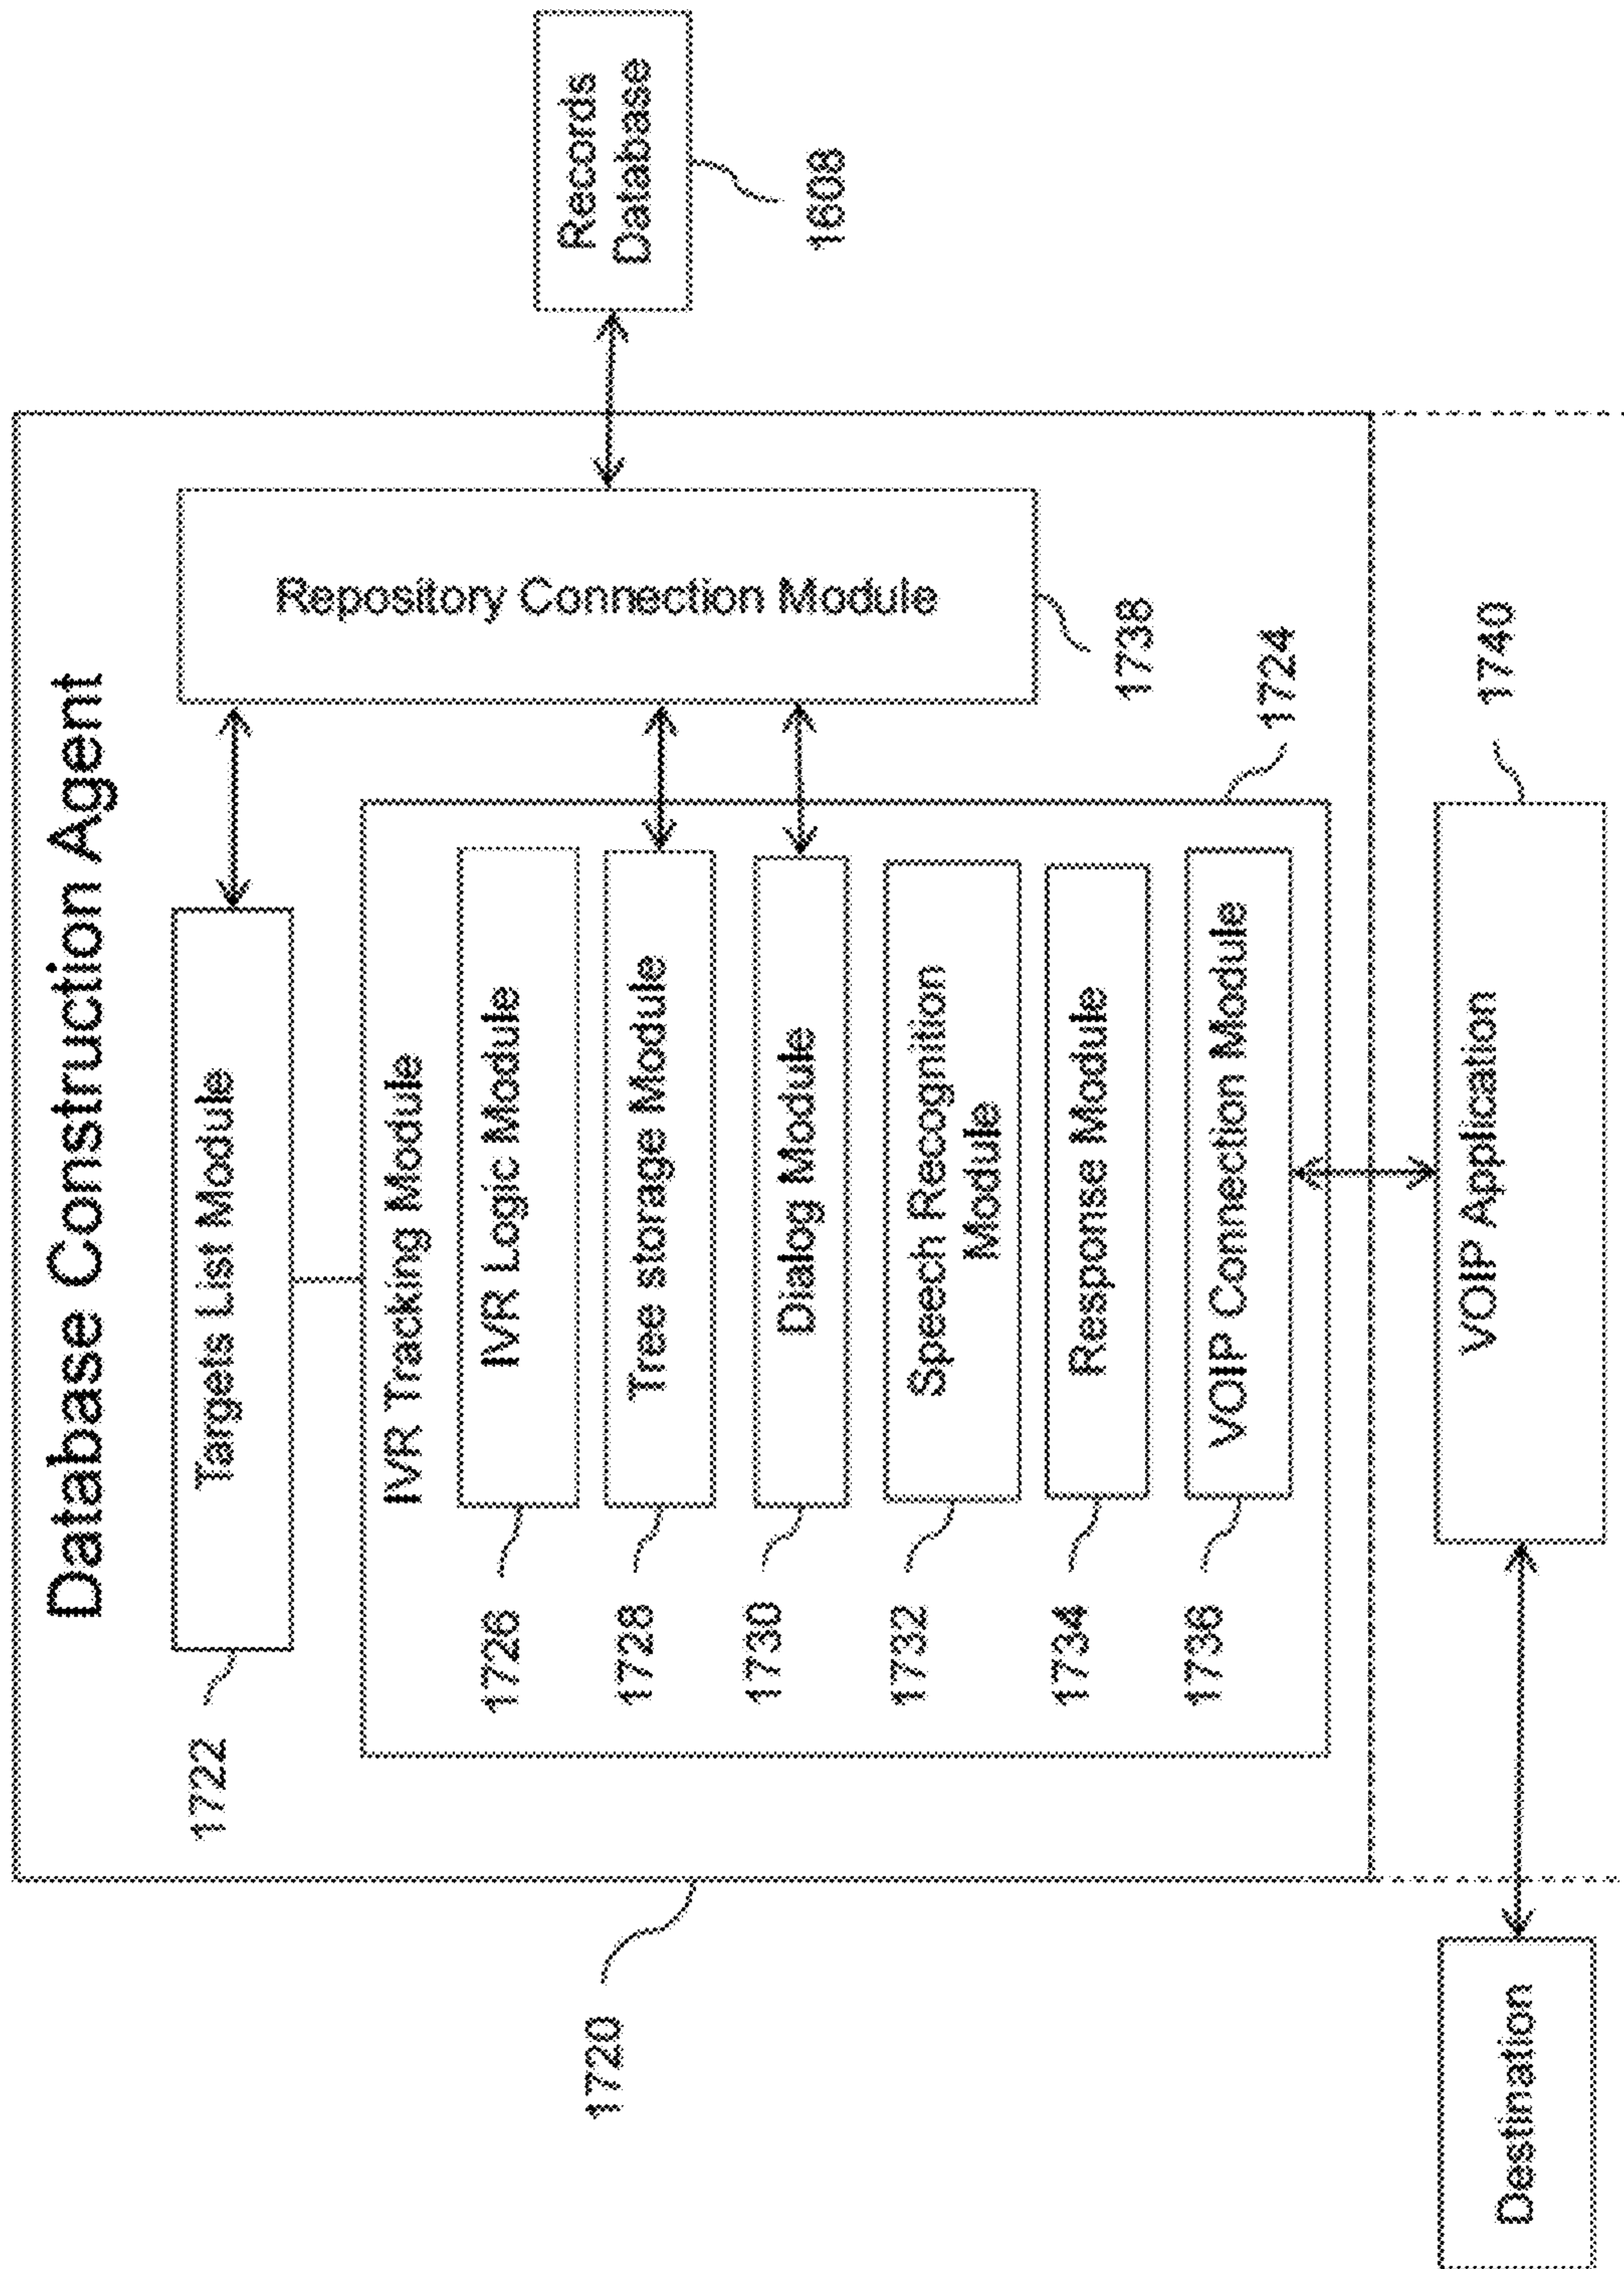 Database Construction Agent
1722
Targets List Module
IVR Tracking Module
1726
IVR Logic Module
1728
Tree storage Module
1730
Dialog Module
1732
Speech Recognition
Module
1734
Response Module
1736
VOIP Connection Module
Repository Connection Module
1738
1724
Records
Database
1608
1720
VOIP Application
1740
Destination